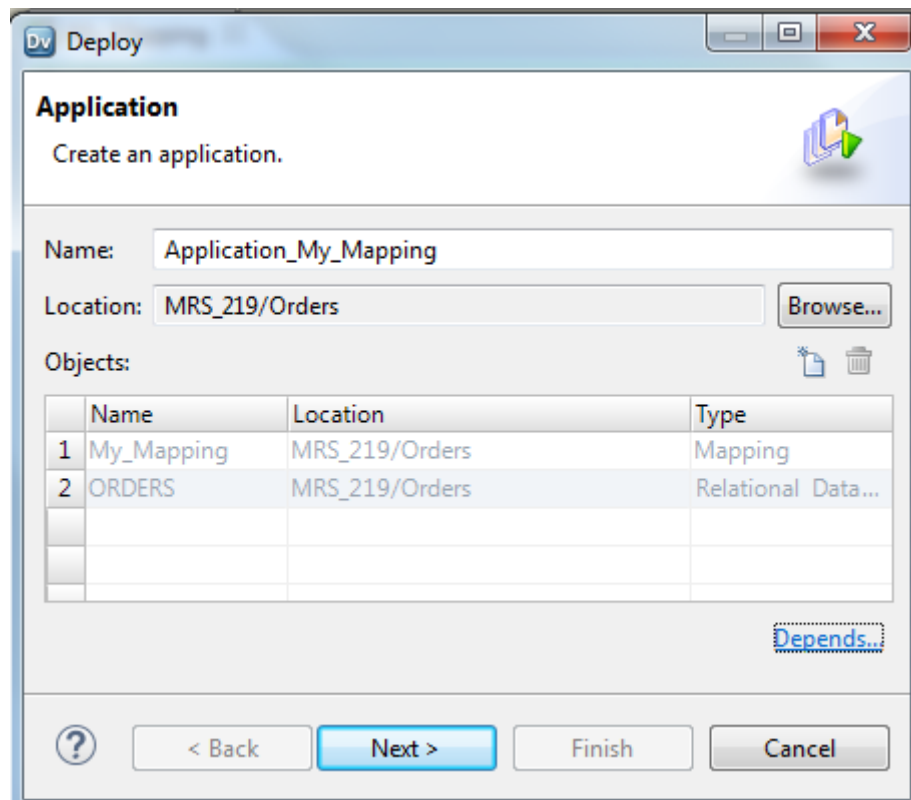 Dv Deploy
Application
Create an application.
Name: Application_My_Mapping
Location: MRS_219/Orders Browse...
Objects:
Name Location Type
1 My_Mapping MRS_219/Orders Mapping
2 ORDERS MRS_219/Orders Relational Data...
Depends...
? < Back Next > Finish Cancel